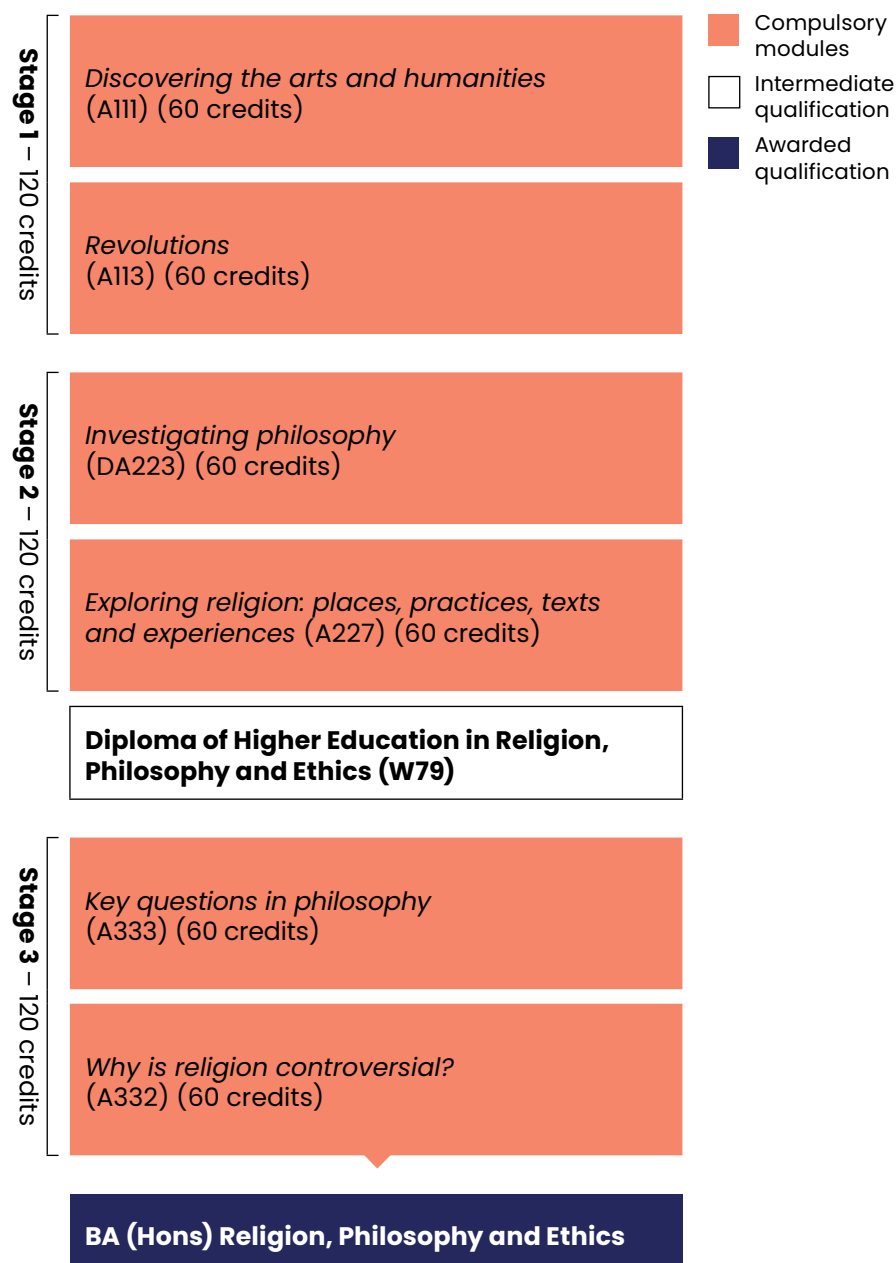 Compulsory
modules
Intermediate
qualification
Awarded
qualification
Stage 1 – 120 credits
Discovering the arts and humanities
(A111) (60 credits)
Revolutions
(A113) (60 credits)
Stage 2 – 120 credits
Investigating philosophy
(DA223) (60 credits)
Exploring religion: places, practices, texts
and experiences (A227) (60 credits)
Diploma of Higher Education in Religion,
Philosophy and Ethics (W79)
Stage 3 – 120 credits
Key questions in philosophy
(A333) (60 credits)
Why is religion controversial?
(A332) (60 credits)
BA (Hons) Religion, Philosophy and Ethics